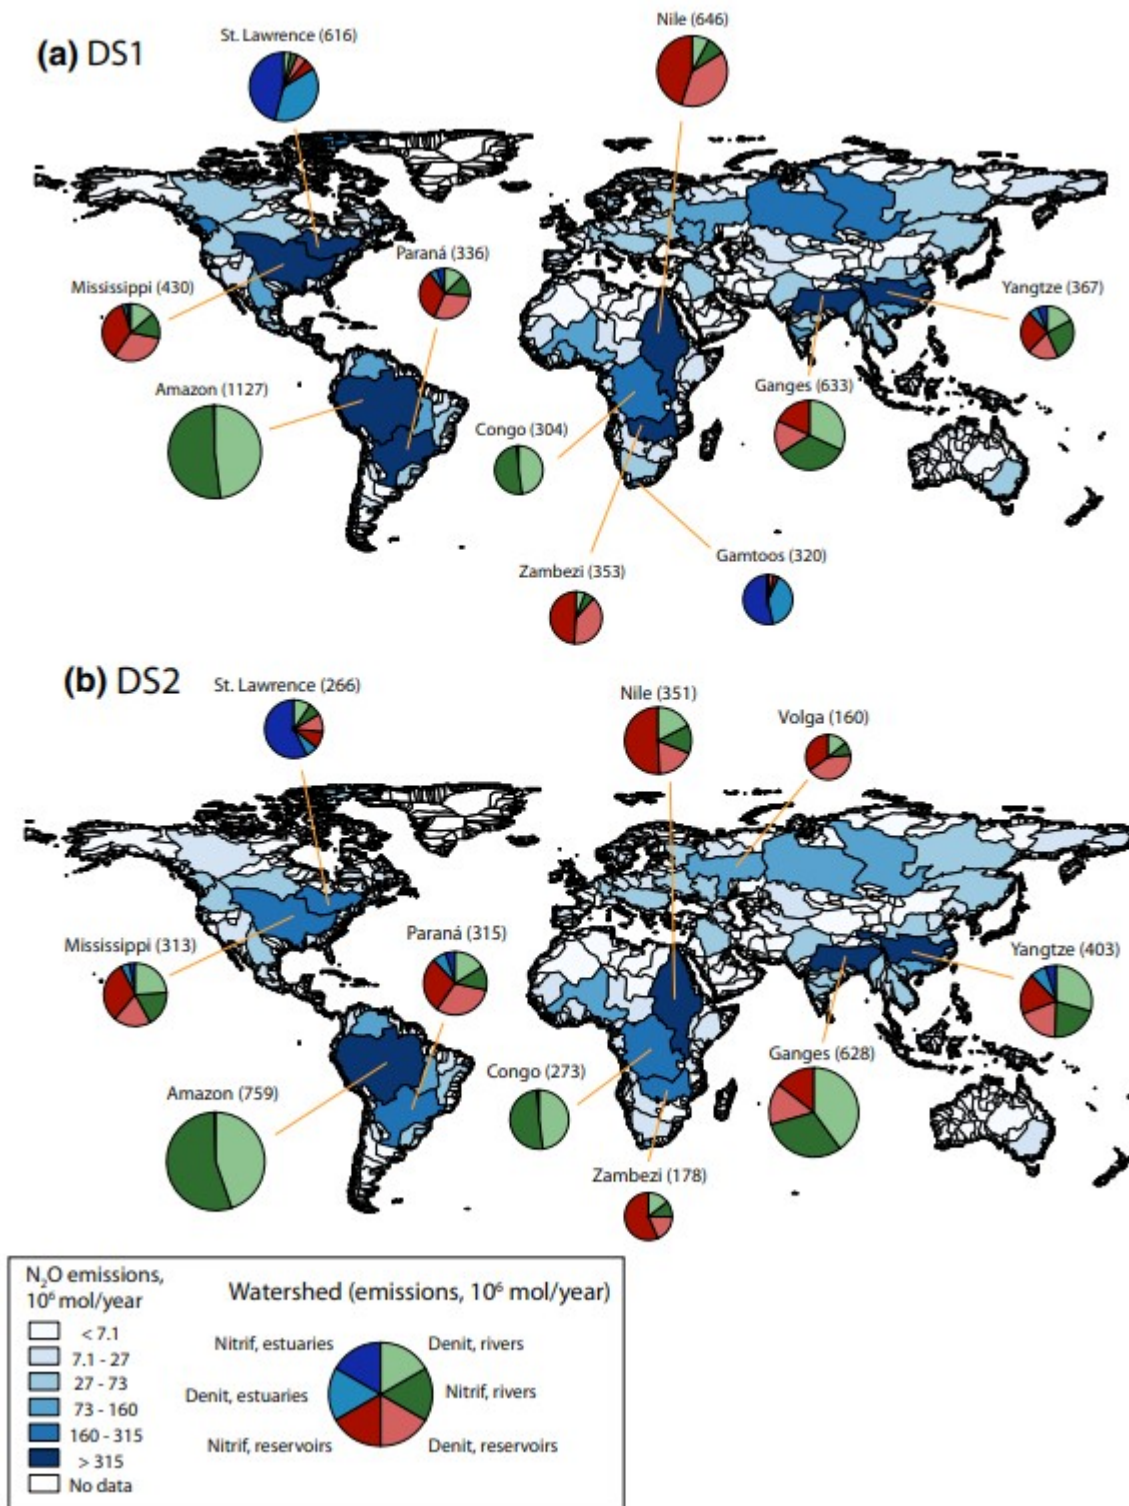 (a) DS1
St. Lawrence (616)
Nile (646)
Mississippi (430)
Paraná (336)
Yangtze (367)
Amazon (1127)
Congo (304)
Ganges (633)
Zambezi (353)
Gamtoos (320)
(b) DS2
St. Lawrence (266)
Nile (351)
Volga (160)
Mississippi (313)
Paraná (315)
Yangtze (403)
Amazon (759)
Congo (273)
Ganges (628)
Zambezi (178)
N₂O emissions,
10⁶ mol/year
< 7.1
7.1 - 27
27 - 73
73 - 160
160 - 315
> 315
No data
Watershed (emissions, 10⁶ mol/year)
Nitrif, estuaries
Denit, rivers
Denit, estuaries
Nitrif, rivers
Nitrif, reservoirs
Denit, reservoirs